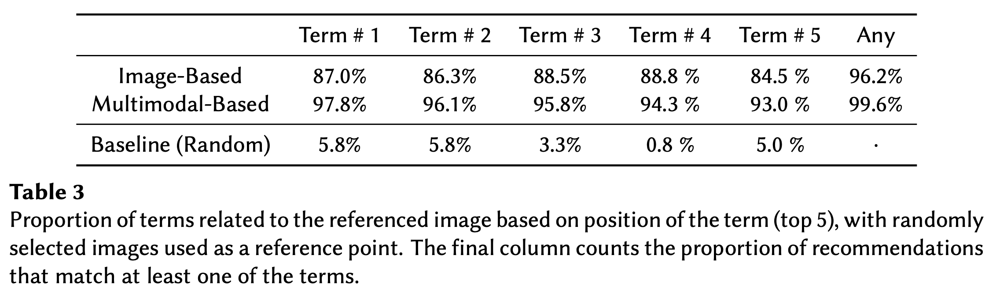 Term # 1 Term # 2 Term # 3 Term # 4 Term # 5 Any
Image-Based 87.0% 86.3% 88.5% 88.8 % 84.5 % 96.2%
Multimodal-Based 97.8% 96.1% 95.8% 94.3 % 93.0 % 99.6%
Baseline (Random) 5.8% 5.8% 3.3% 0.8 % 5.0 % ·
Table 3
Proportion of terms related to the referenced image based on position of the term (top 5), with randomly
selected images used as a reference point. The final column counts the proportion of recommendations
that match at least one of the terms.